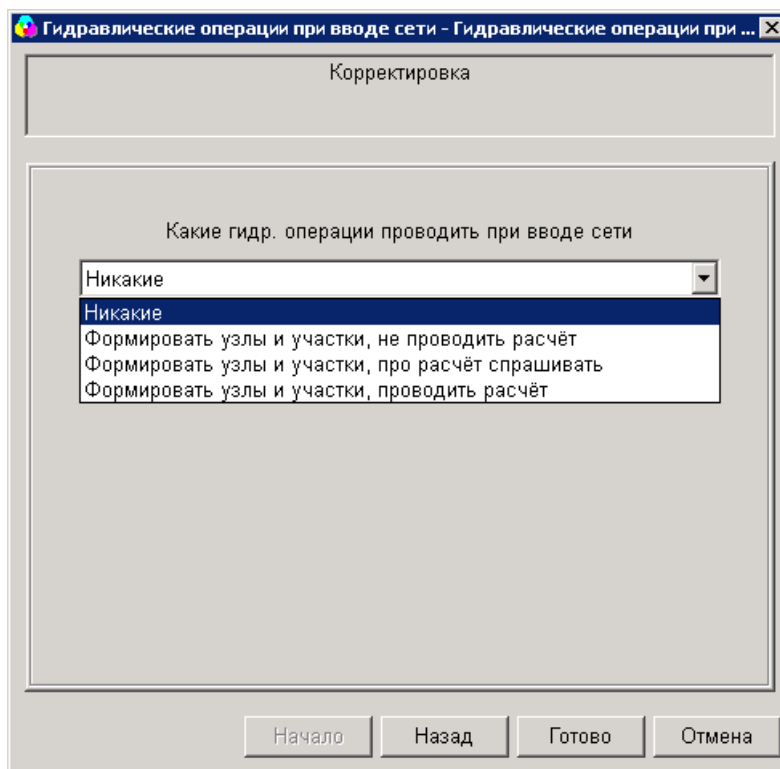 Гидравлические операции при вводе сети - Гидравлические операции при ...
Корректировка
Какие гидр. операции проводить при вводе сети
Никакие
Никакие
Формировать узлы и участки, не проводить расчёт
Формировать узлы и участки, про расчёт спрашивать
Формировать узлы и участки, проводить расчёт
Начало Назад Готово Отмена